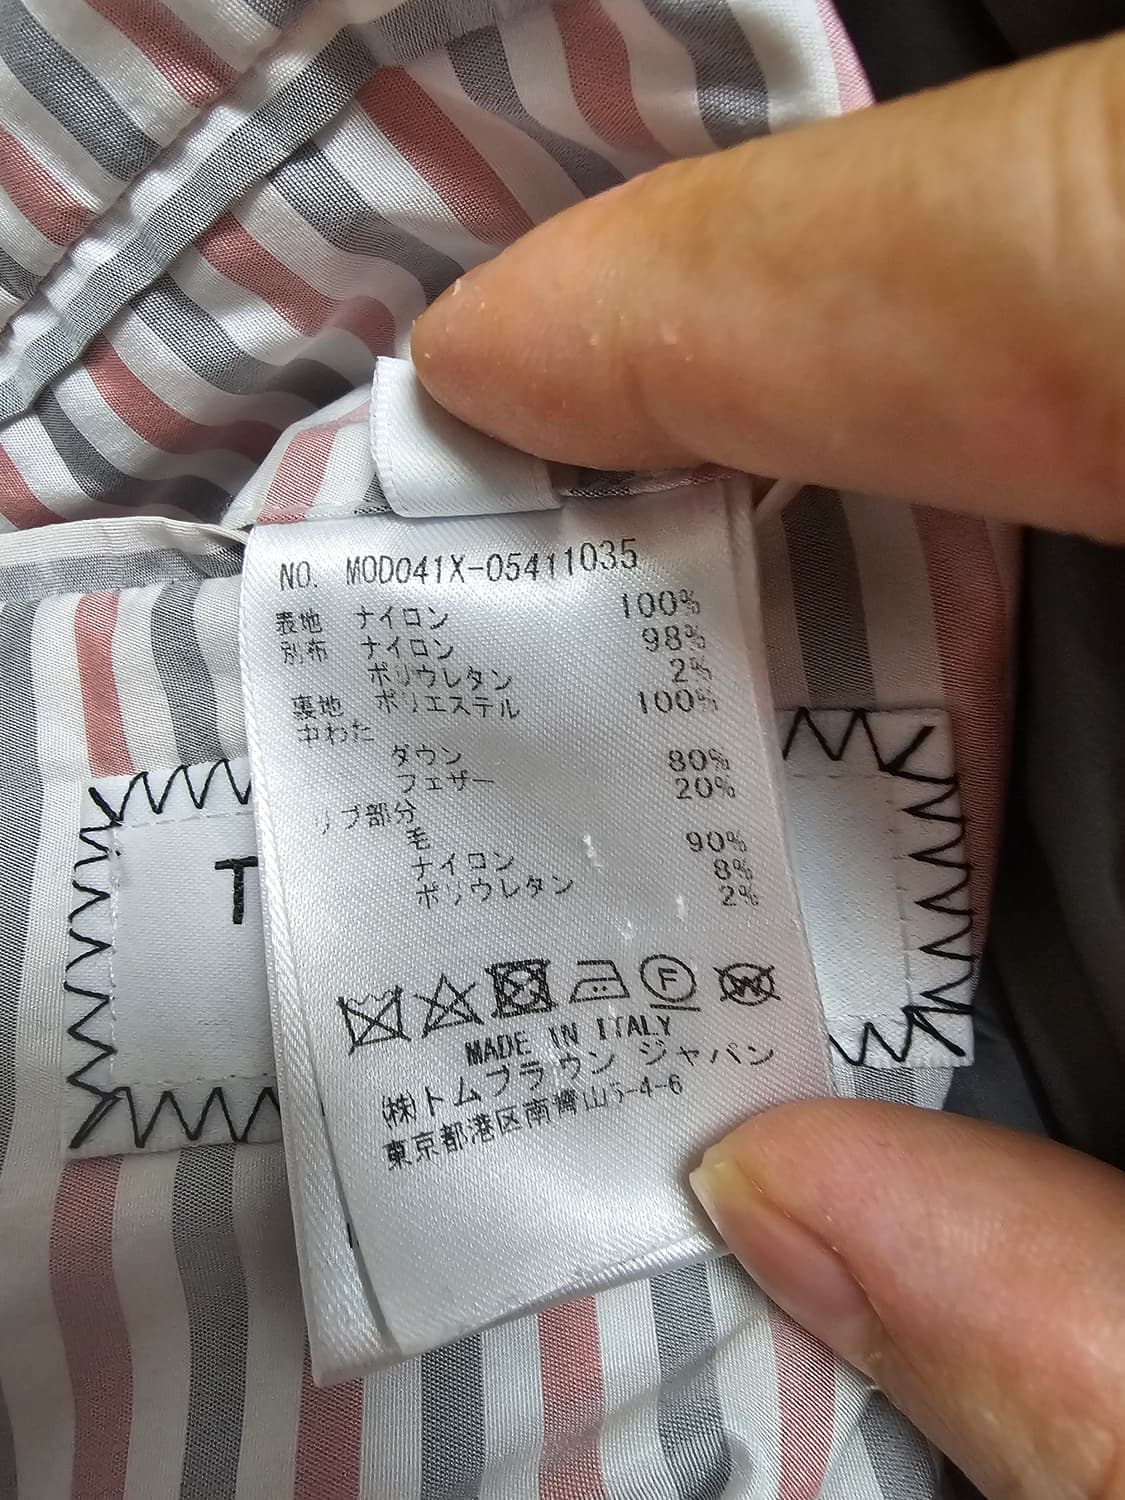 NO. MOD041X-05411035
表地 ナイロン 100%
別布 ナイロン 98%
ポリウレタン 2%
裏地 ポリエステル 100%
中わた
ダウン 80%
フェザー 20%
リブ部分
毛 90%
ナイロン 8%
ポリウレタン 2%
F W
MADE IN ITALY
(株)トムブラウン ジャパン
東京都港区南青山5-4-6
T